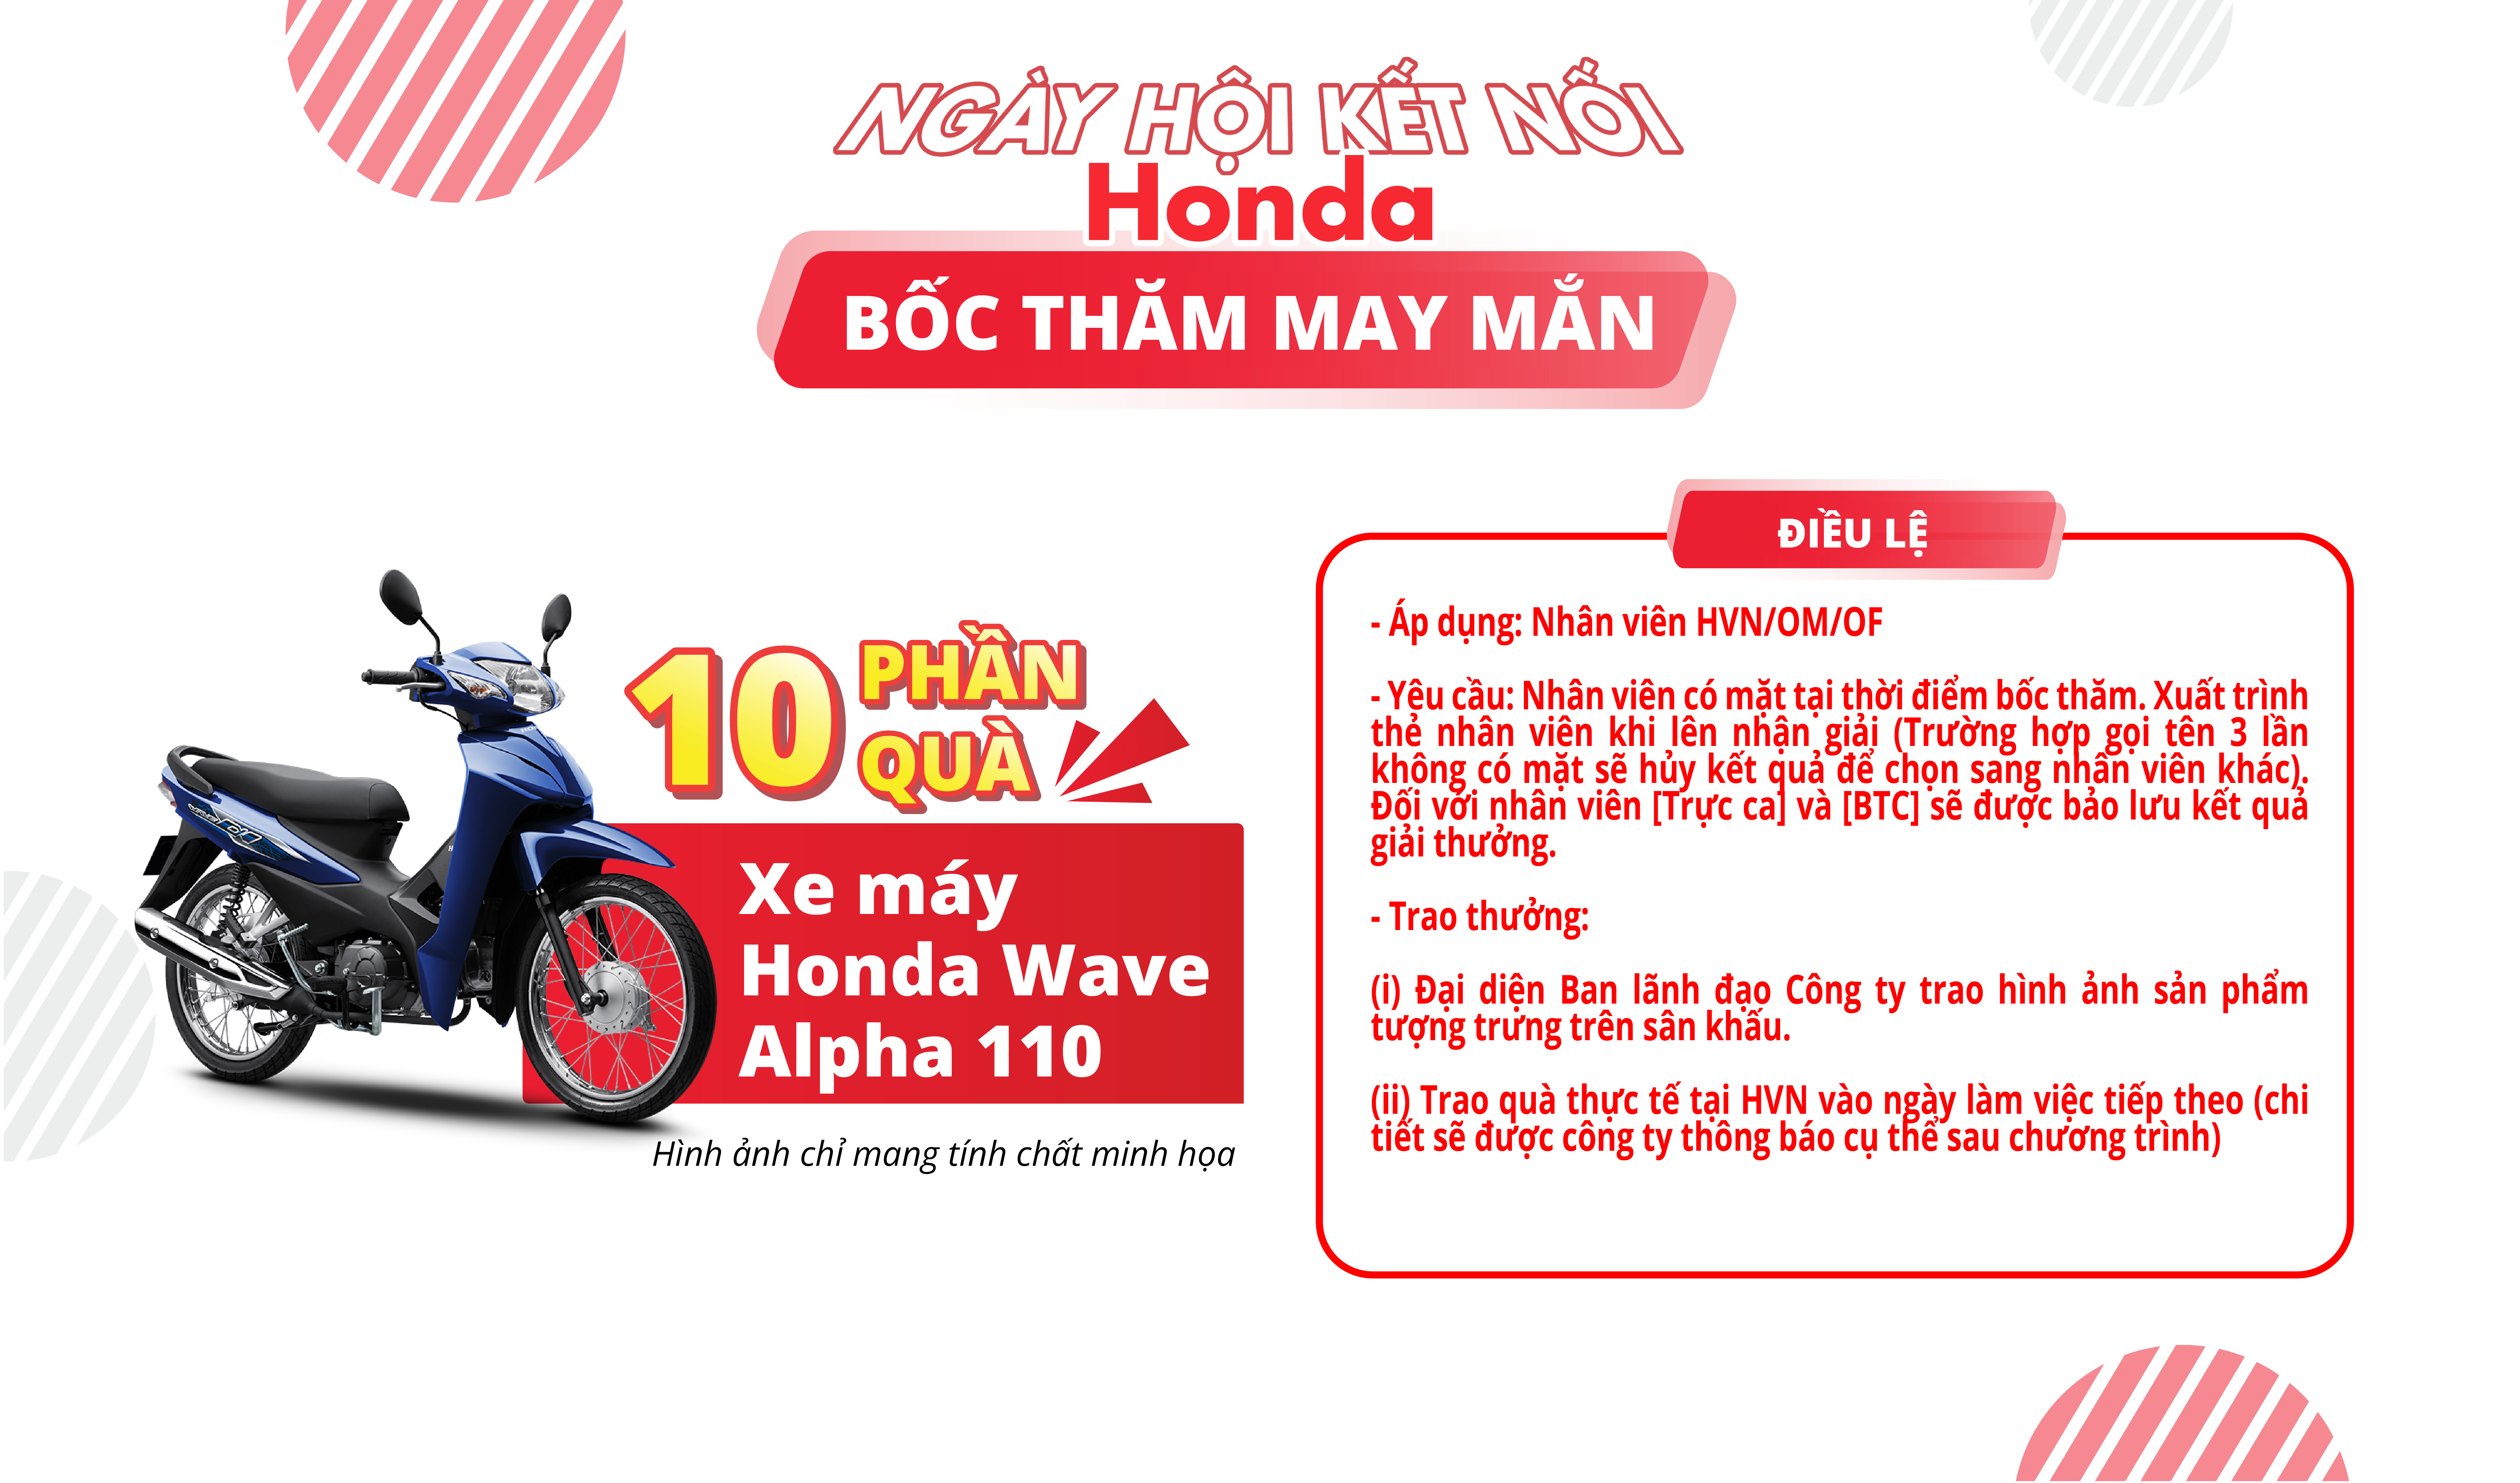 NGÀY HỘI KẾT NỐI
Honda
BỐC THĂM MAY MẮN
ĐIỀU LỆ
10 PHẦN
QUÀ
Xe máy
Honda Wave
Alpha 110
Hình ảnh chỉ mang tính chất minh họa
- Áp dụng: Nhân viên HVN/OM/OF
- Yêu cầu: Nhân viên có mặt tại thời điểm bốc thăm. Xuất trình
thẻ nhân viên khi lên nhận giải (Trường hợp gọi tên 3 lần
không có mặt sẽ hủy kết quả để chọn sang nhân viên khác).
Đối với nhân viên [Trực ca] và [BTC] sẽ được bảo lưu kết quả
giải thưởng.
- Trao thưởng:
(i) Đại diện Ban lãnh đạo Công ty trao hình ảnh sản phẩm
tượng trưng trên sân khấu.
(ii) Trao quà thực tế tại HVN vào ngày làm việc tiếp theo (chi
tiết sẽ được công ty thông báo cụ thể sau chương trình)